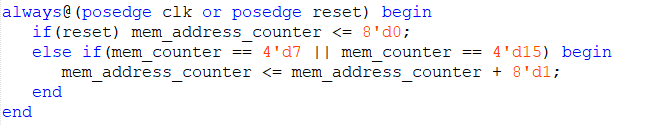 always@(posedge clk or posedge reset) begin
if(reset) mem_address_counter <= 8'd0;
else if(mem_counter == 4'd7 || mem_counter == 4'd15) begin
mem_address_counter <= mem_address_counter + 8'd1;
end
end